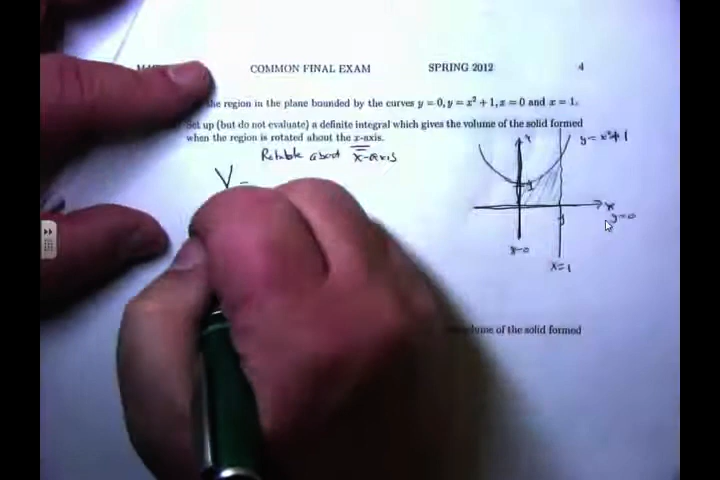 COMMON FINAL EXAM SPRING 2012 4
the region in the plane bounded by the curves y = 0, y = x² + 1, x = 0 and x = 1.
Set up (but do not evaluate) a definite integral which gives the volume of the solid formed
when the region is rotated about the x-axis.
Rotable about x-axis
V =
y = x²+1
x
y=0
x=0
x=1
volume of the solid formed